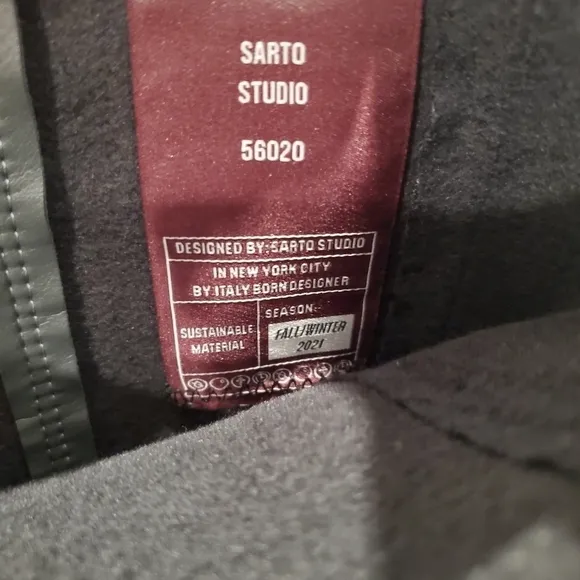 SARTO
STUDIO
56020
DESIGNED BY: SARTO STUDIO
IN NEW YORK CITY
BY:ITALY BORN DESIGNER
SUSTAINABLE
MATERIAL
SEASON:
FALL/WINTER
2021